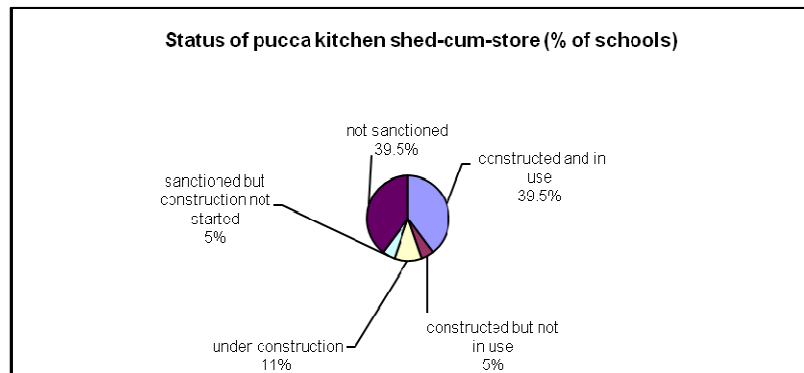 Status of pucca kitchen shed-cum-store (% of schools)
not sanctioned
39.5%
constructed and in
use
39.5%
sanctioned but
construction not
started
5%
under construction
11%
constructed but not
in use
5%